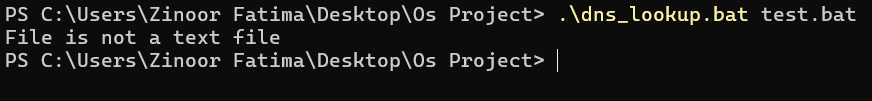 PS C:\Users\Zinoor Fatima\Desktop\Os Project> .\dns_lookup.bat test.bat
File is not a text file
PS C:\Users\Zinoor Fatima\Desktop\Os Project>